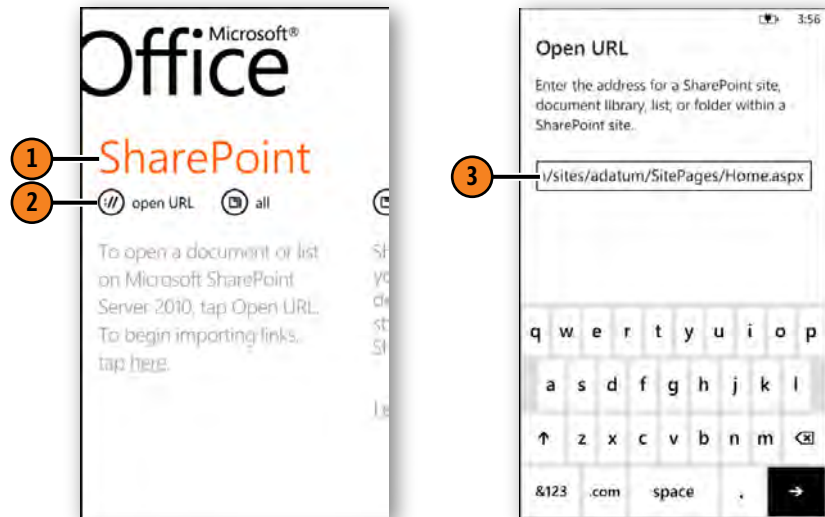 Microsoft®
Office
1
SharePoint
2
:// open URL
all
To open a document or list
on Microsoft SharePoint
Server 2010, tap Open URL.
To begin importing links,
tap here.
3:56
Open URL
Enter the address for a SharePoint site,
document library, list, or folder within a
SharePoint site.
3
/sites/adatum/SitePages/Home.aspx
q w e r t y u i o p
a s d f g h j k l
z x c v b n m
&123 .com space .